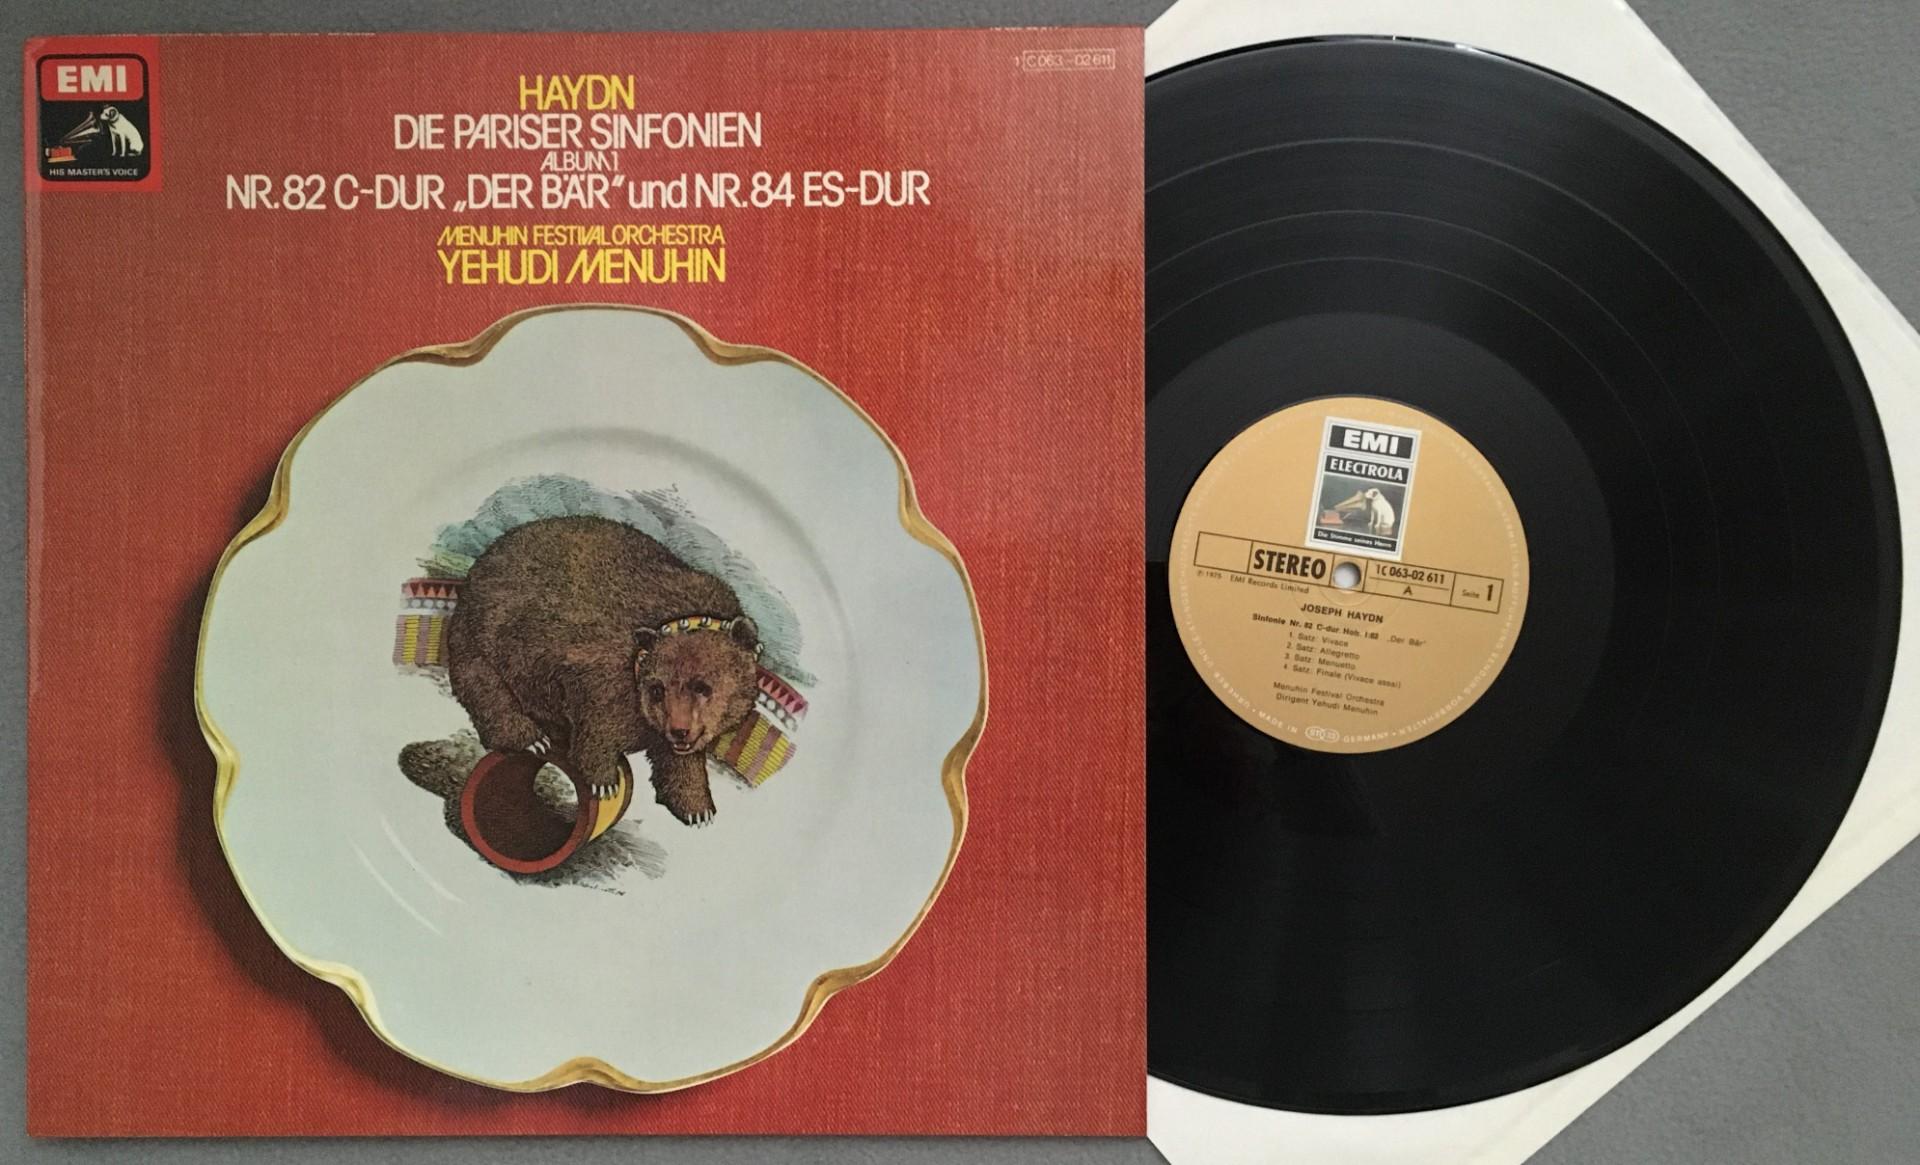 EMI
HIS MASTER'S VOICE
1C 063-02 611
HAYDN
DIE PARISER SINFONIEN
ALBUM 1
NR. 82 C-DUR „DER BÄR" und NR. 84 ES-DUR
MENUHIN FESTIVAL ORCHESTRA
YEHUDI MENUHIN
EMI
ELECTROLA
Die Stimme seines Herrn
STEREO
1C 063-02 611
A
Seite 1
℗ 1975 EMI Records Limited
JOSEPH HAYDN
Sinfonie Nr. 82 C-dur Hob. I:82 „Der Bär"
1. Satz: Vivace
2. Satz: Allegretto
3. Satz: Menuetto
4. Satz: Finale (Vivace assai)
Menuhin Festival Orchestra
Dirigent Yehudi Menuhin
MADE IN GERMANY